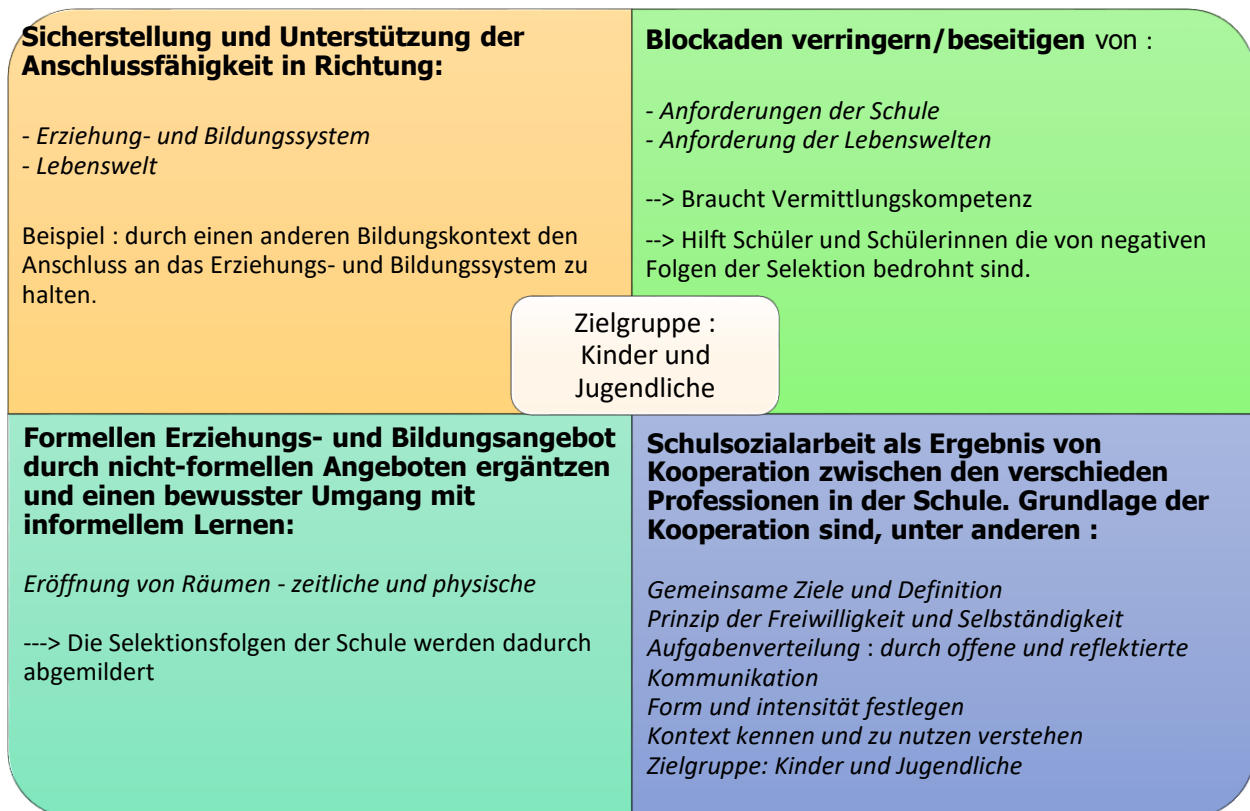 Sicherstellung und Unterstützung der
Anschlussfähigkeit in Richtung:
- Erziehung- und Bildungssystem
- Lebenswelt
Beispiel : durch einen anderen Bildungskontext den
Anschluss an das Erziehungs- und Bildungssystem zu
halten.
Blockaden verringern/beseitigen von :
- Anforderungen der Schule
- Anforderung der Lebenswelten
--> Braucht Vermittlungskompetenz
--> Hilft Schüler und Schülerinnen die von negativen
Folgen der Selektion bedrohnt sind.
Zielgruppe :
Kinder und
Jugendliche
Formellen Erziehungs- und Bildungsangebot
durch nicht-formellen Angeboten ergäntzen
und einen bewusster Umgang mit
informellem Lernen:
Eröffnung von Räumen - zeitliche und physische
---> Die Selektionsfolgen der Schule werden dadurch
abgemildert
Schulsozialarbeit als Ergebnis von
Kooperation zwischen den verschieden
Professionen in der Schule. Grundlage der
Kooperation sind, unter anderen :
Gemeinsame Ziele und Definition
Prinzip der Freiwilligkeit und Selbständigkeit
Aufgabenverteilung : durch offene und reflektierte
Kommunikation
Form und intensität festlegen
Kontext kennen und zu nutzen verstehen
Zielgruppe: Kinder und Jugendliche